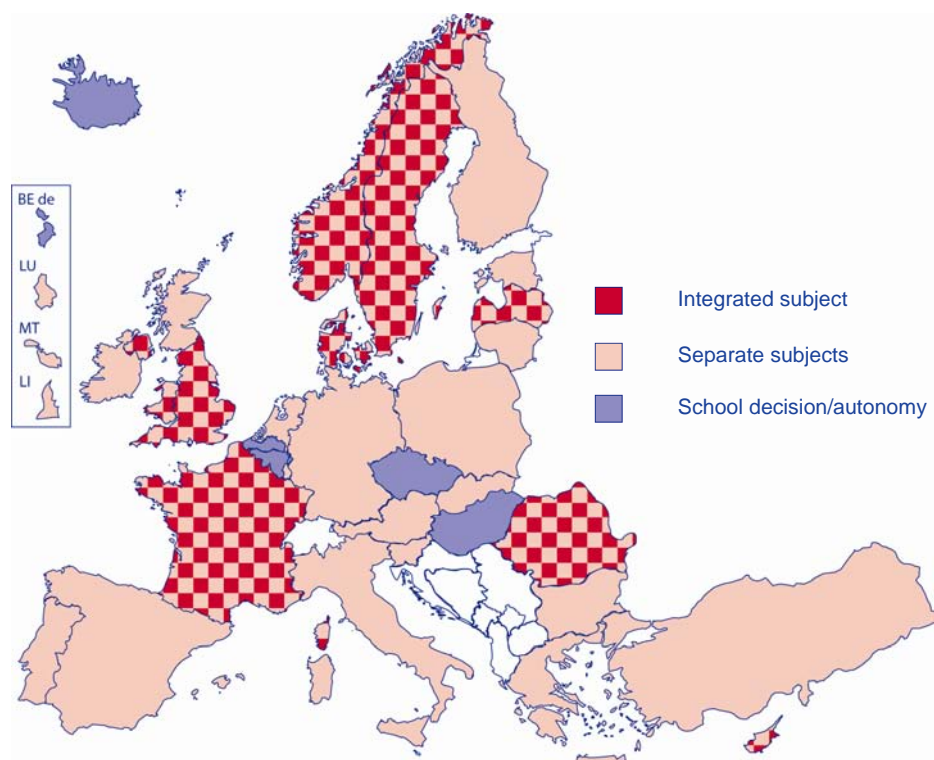 BE de
LU
MT
LI
Integrated subject
Separate subjects
School decision/autonomy